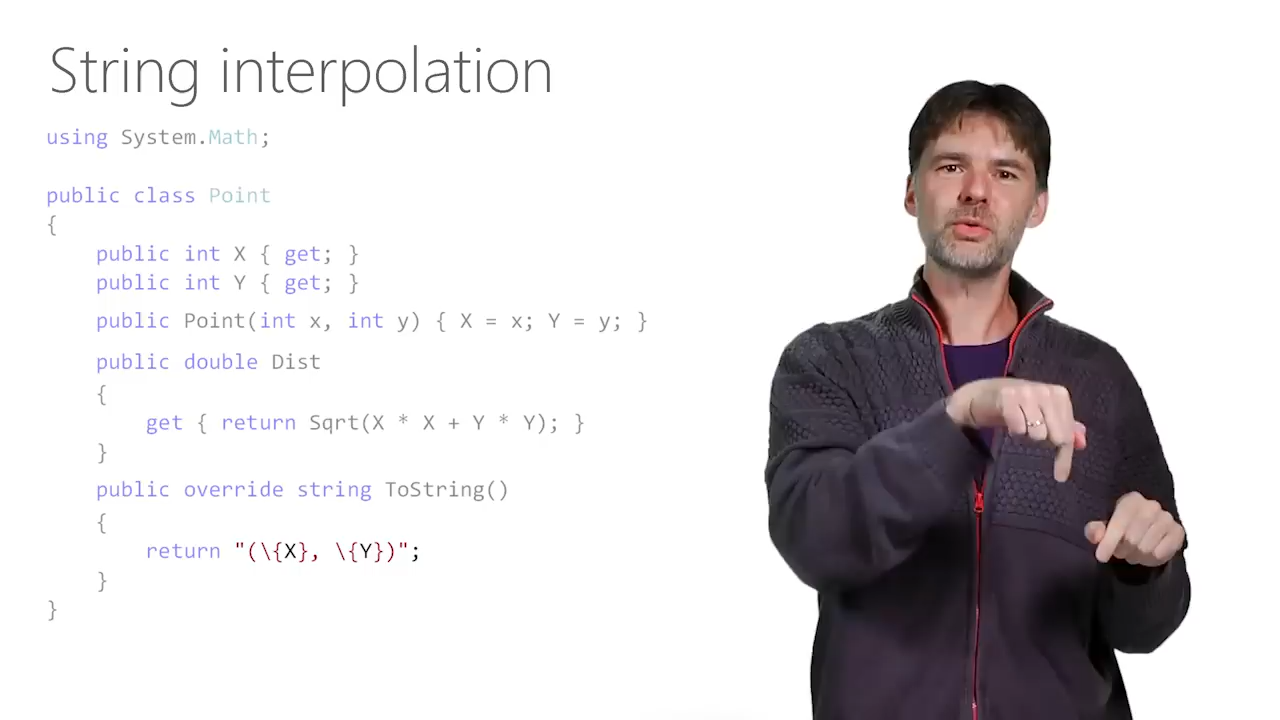 String interpolation
using System.Math;
public class Point
{
    public int X { get; }
    public int Y { get; }
    public Point(int x, int y) { X = x; Y = y; }
    public double Dist
    {
        get { return Sqrt(X * X + Y * Y); }
    }
    public override string ToString()
    {
        return "(\{X}, \{Y})";
    }
}